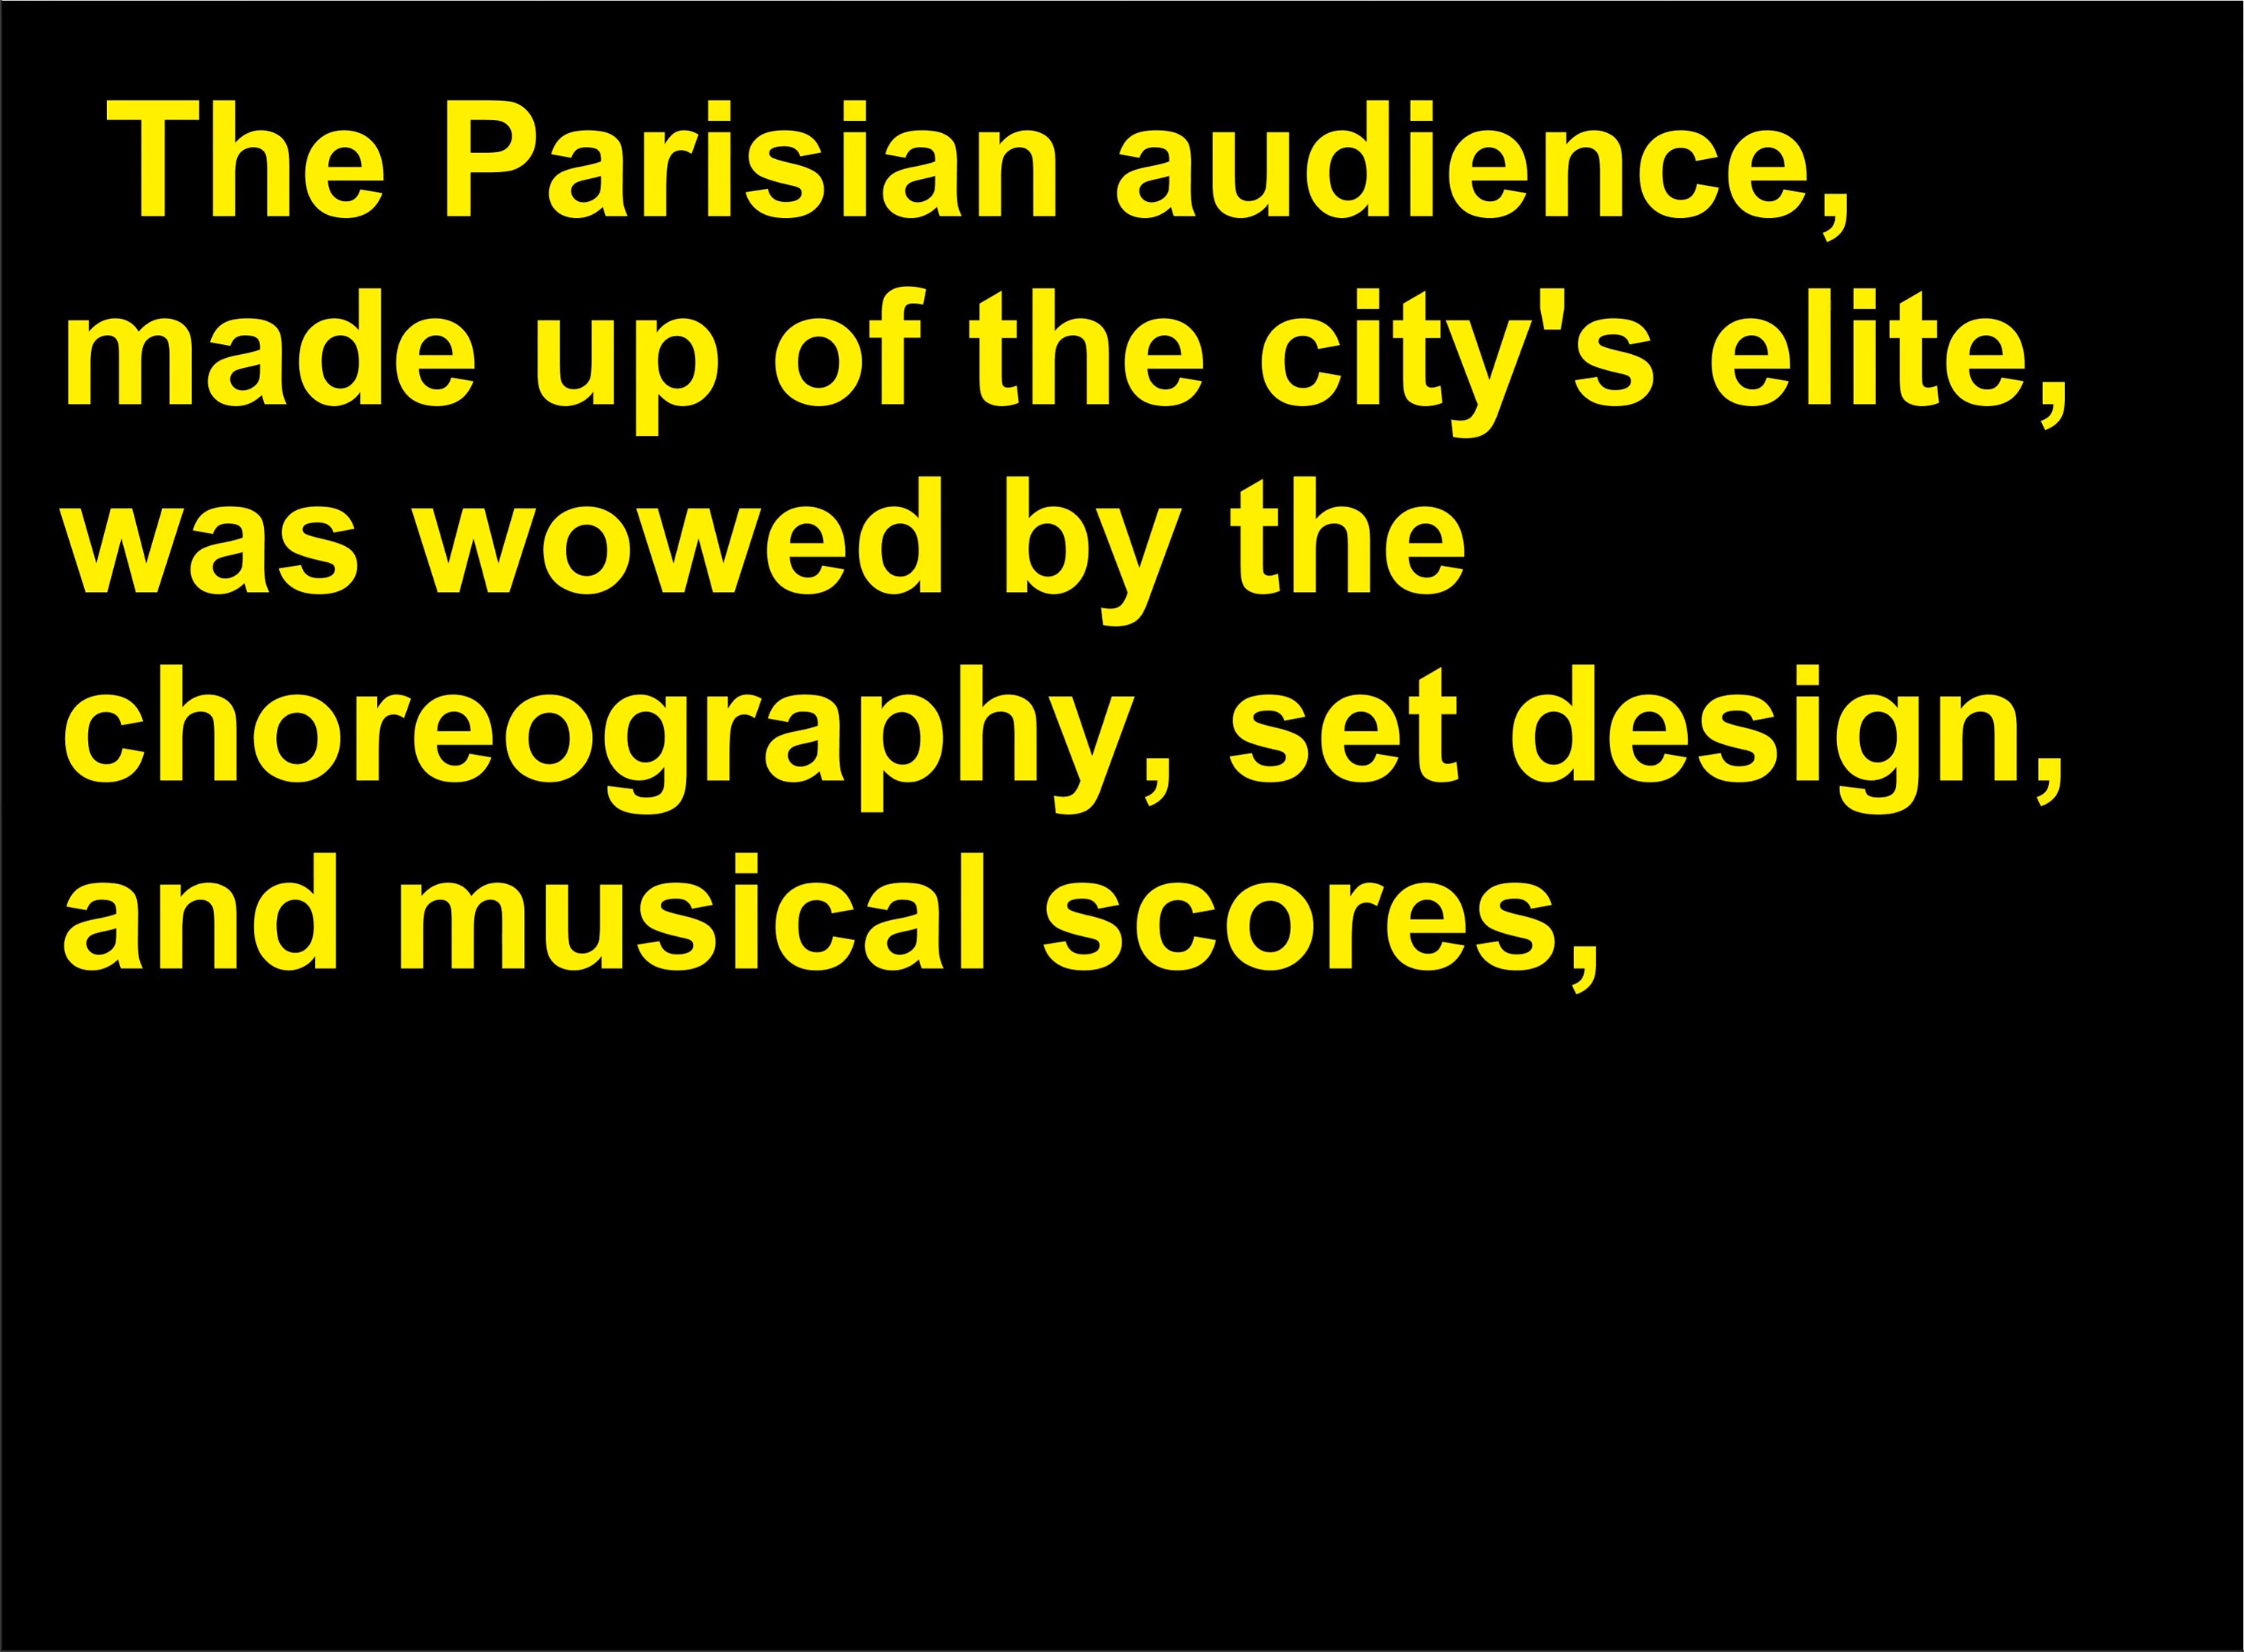 The Parisian audience,
made up of the city's elite,
was wowed by the
choreography, set design,
and musical scores,